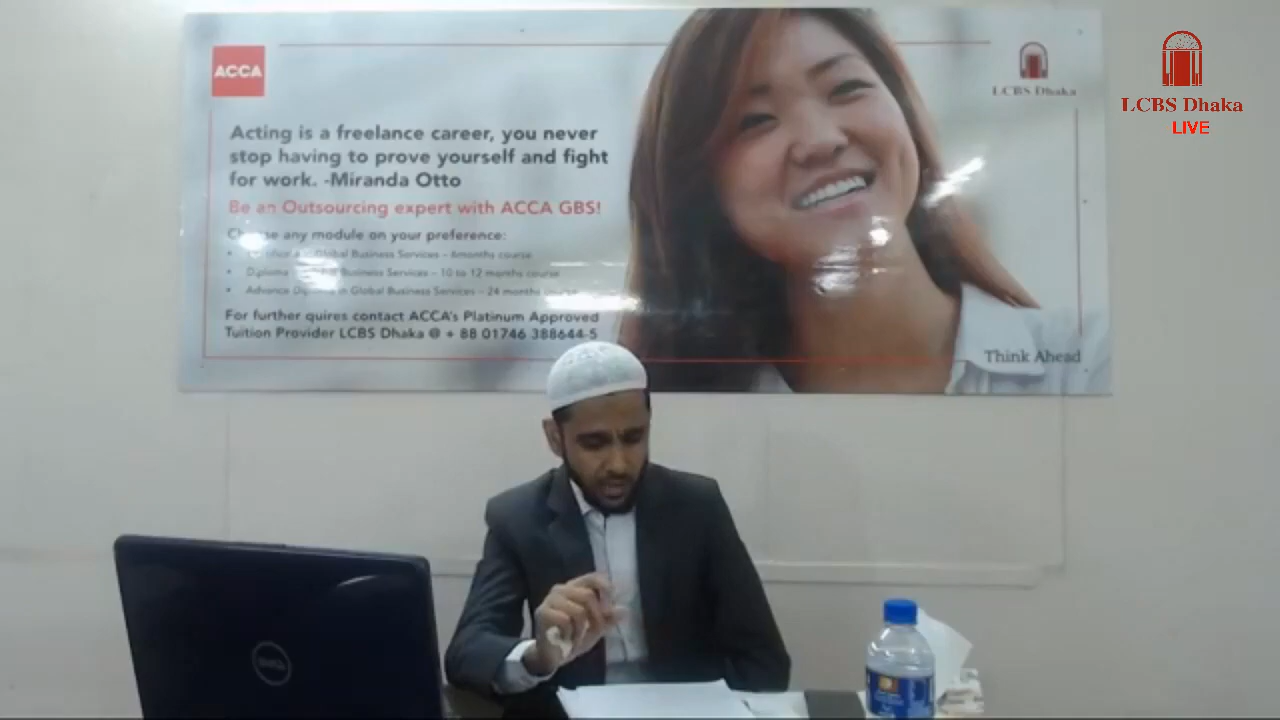 ACCA
LCBS Dhaka
LCBS Dhaka
LIVE
Acting is a freelance career, you never
stop having to prove yourself and fight
for work. -Miranda Otto
Be an Outsourcing expert with ACCA GBS!
any module on your preference:
Global Business Services - 6months course
Business Services - 10 to 12 months course
Advance in Global Business Services - 24 months
For further quires contact ACCA's Platinum Approved
Tuition Provider LCBS Dhaka @ + 88 01746 388644-5
Think Ahead
DELL